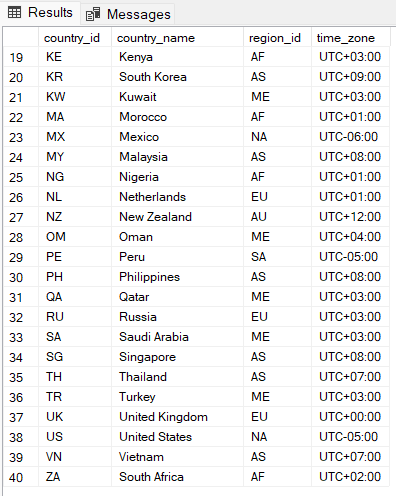 Results Messages
country_id country_name region_id time_zone
19 KE Kenya AF UTC+03:00
20 KR South Korea AS UTC+09:00
21 KW Kuwait ME UTC+03:00
22 MA Morocco AF UTC+01:00
23 MX Mexico NA UTC-06:00
24 MY Malaysia AS UTC+08:00
25 NG Nigeria AF UTC+01:00
26 NL Netherlands EU UTC+01:00
27 NZ New Zealand AU UTC+12:00
28 OM Oman ME UTC+04:00
29 PE Peru SA UTC-05:00
30 PH Philippines AS UTC+08:00
31 QA Qatar ME UTC+03:00
32 RU Russia EU UTC+03:00
33 SA Saudi Arabia ME UTC+03:00
34 SG Singapore AS UTC+08:00
35 TH Thailand AS UTC+07:00
36 TR Turkey ME UTC+03:00
37 UK United Kingdom EU UTC+00:00
38 US United States NA UTC-05:00
39 VN Vietnam AS UTC+07:00
40 ZA South Africa AF UTC+02:00